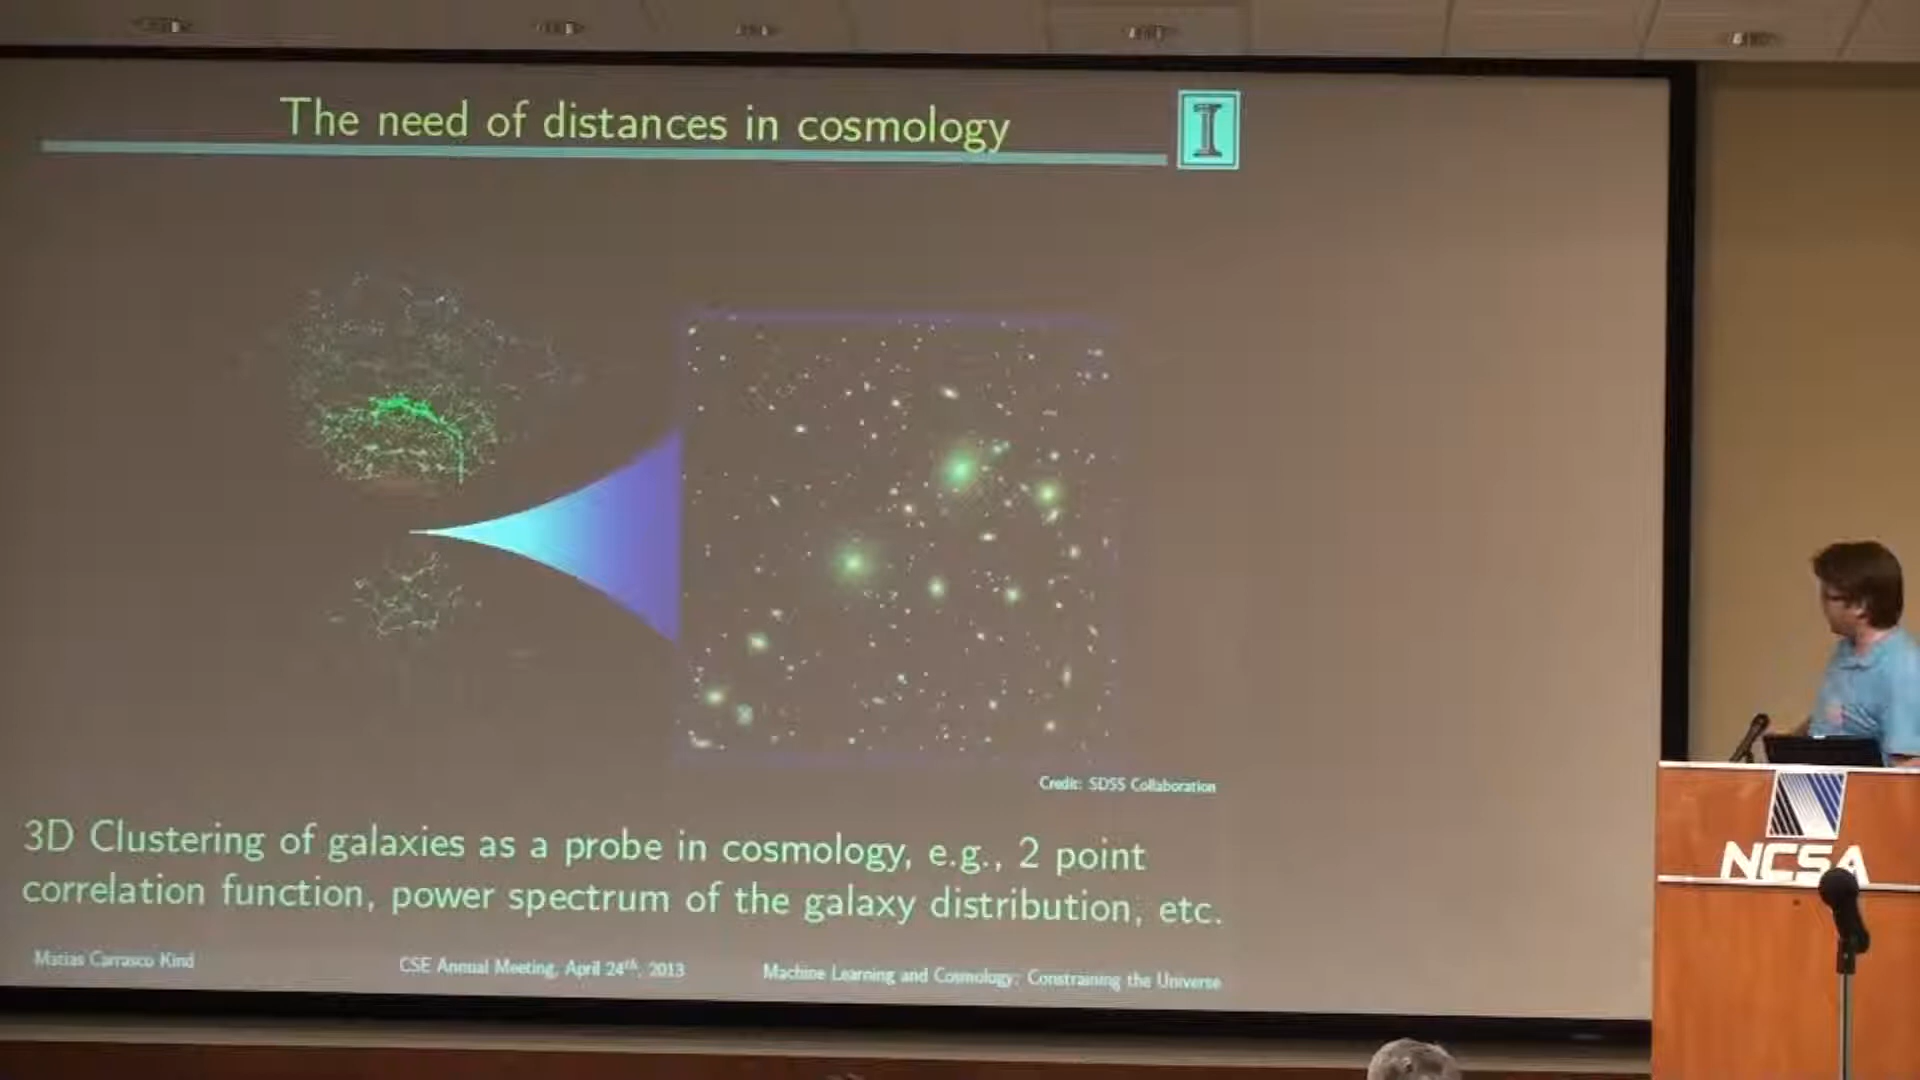 The need of distances in cosmology
I
Credit: SDSS Collaboration
3D Clustering of galaxies as a probe in cosmology, e.g., 2 point
correlation function, power spectrum of the galaxy distribution, etc.
Matias Carrasco Kind
CSE Annual Meeting, April 24th, 2013
Machine Learning and Cosmology: Constraining the Universe
NCSA